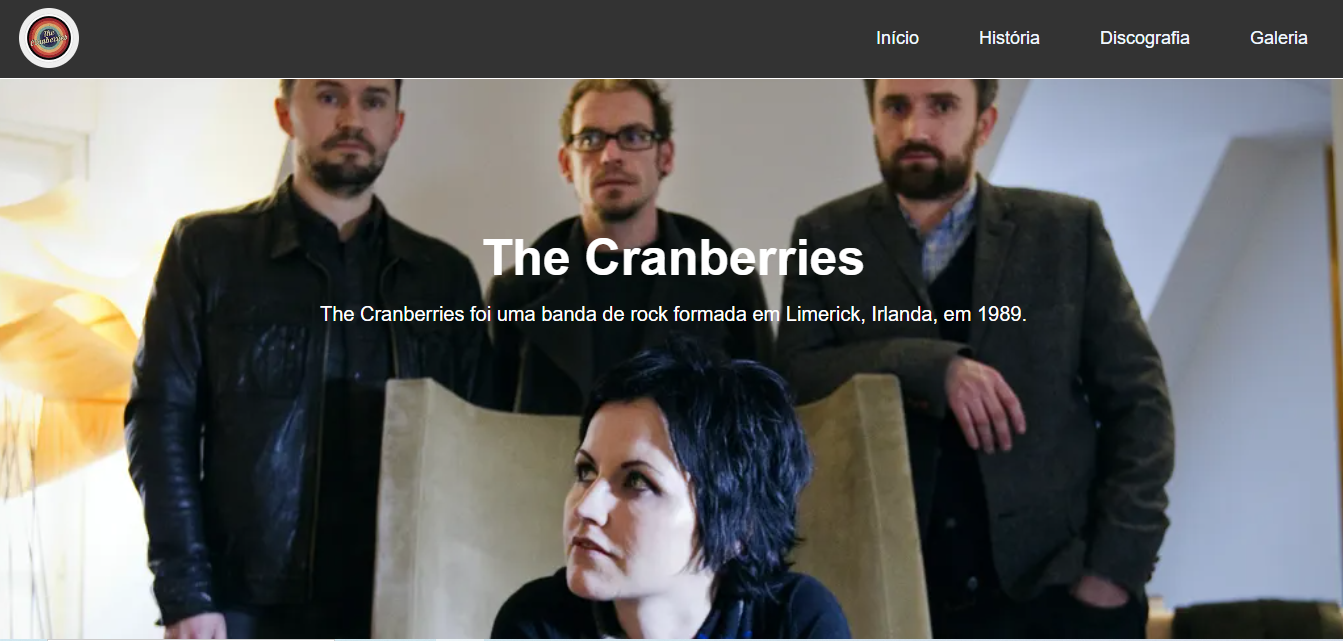 The
Cranberries
Início
História
Discografia
Galeria
The Cranberries
The Cranberries foi uma banda de rock formada em Limerick, Irlanda, em 1989.